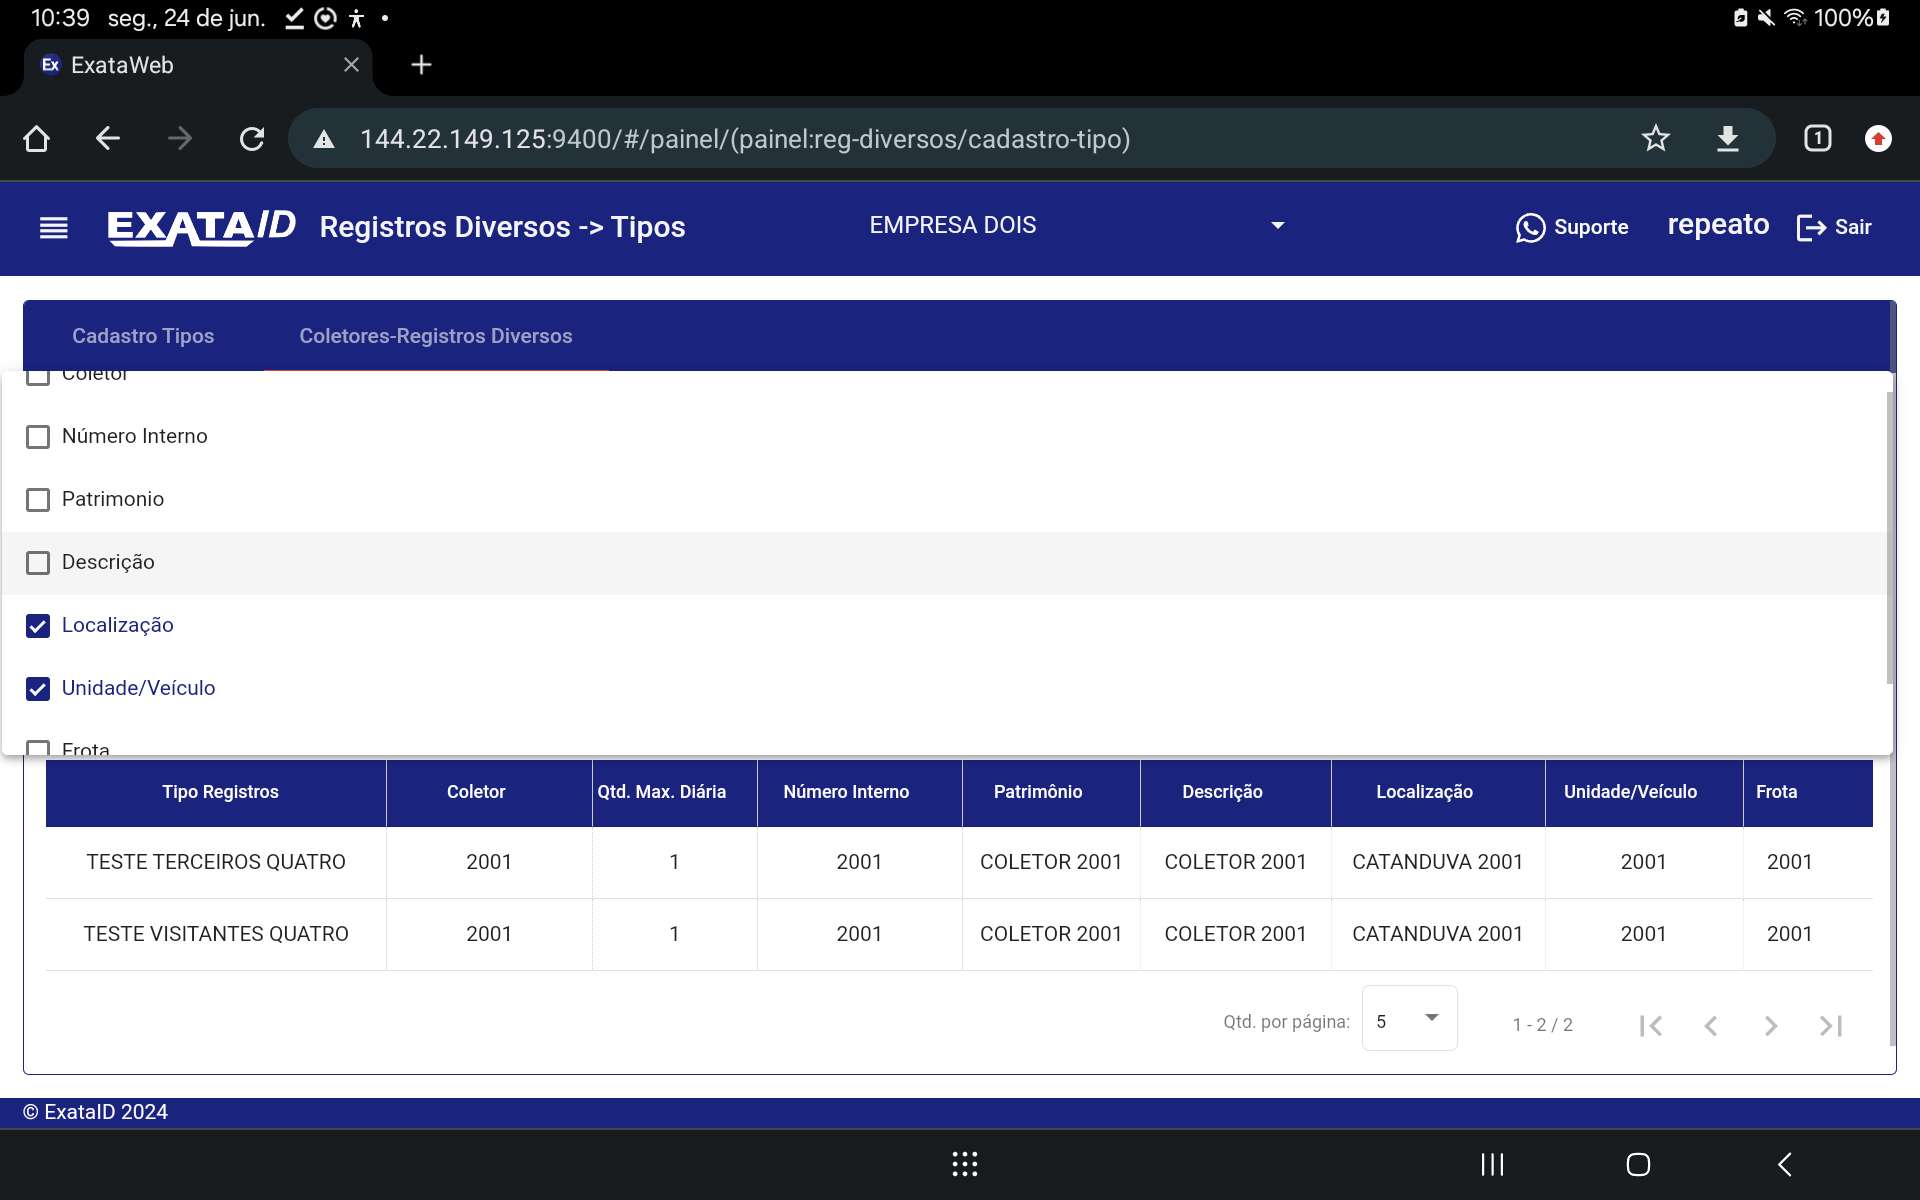 10:39 seg., 24 de jun. 100%
Ex ExataWeb
144.22.149.125:9400/#/painel/(painel:reg-diversos/cadastro-tipo) 1
EXATAID Registros Diversos -> Tipos EMPRESA DOIS Suporte repeato Sair
Cadastro Tipos Coletores-Registros Diversos
Coletor
Número Interno
Patrimonio
Descrição
Localização
Unidade/Veículo
Frota
Tipo Registros Coletor Qtd. Max. Diária Número Interno Patrimônio Descrição Localização Unidade/Veículo Frota
TESTE TERCEIROS QUATRO 2001 1 2001 COLETOR 2001 COLETOR 2001 CATANDUVA 2001 2001 2001
TESTE VISITANTES QUATRO 2001 1 2001 COLETOR 2001 COLETOR 2001 CATANDUVA 2001 2001 2001
Qtd. por página: 5 1 - 2 / 2
© ExataID 2024